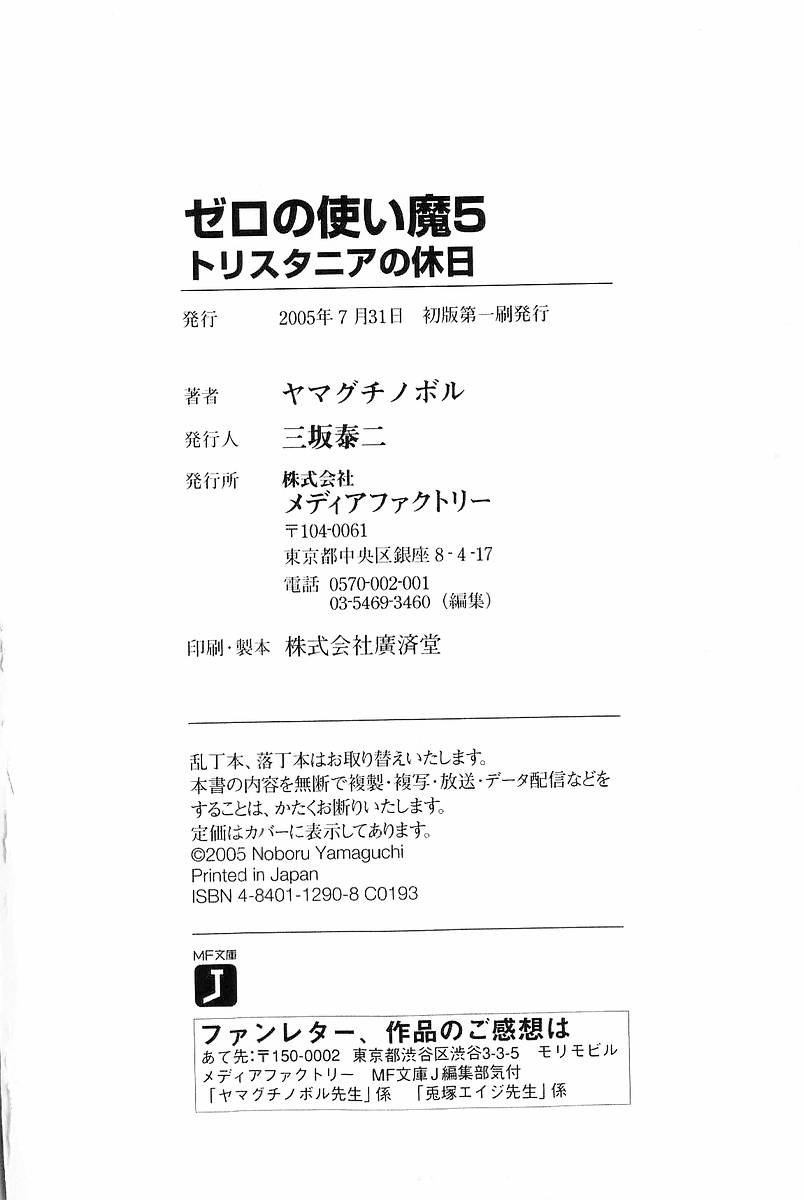 ゼロの使い魔5
トリスタニアの休日
発行 2005年7月31日 初版第一刷発行
著者 ヤマグチノボル
発行人 三坂泰二
発行所 株式会社
メディアファクトリー
〒104-0061
東京都中央区銀座8-4-17
電話 0570-002-001
03-5469-3460（編集）
印刷・製本 株式会社廣済堂
乱丁本、落丁本はお取り替えいたします。
本書の内容を無断で複製・複写・放送・データ配信などを
することは、かたくお断りいたします。
定価はカバーに表示してあります。
©2005 Noboru Yamaguchi
Printed in Japan
ISBN 4-8401-1290-8 C0193
MF文庫
J
ファンレター、作品のご感想は
あて先：〒150-0002 東京都渋谷区渋谷3-3-5 モリモビル
メディアファクトリー MF文庫J編集部気付
「ヤマグチノボル先生」係 「兎塚エイジ先生」係